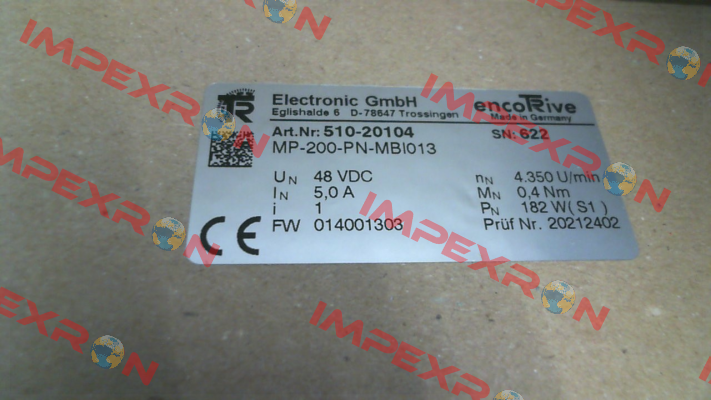 TR
Electronic GmbH
Eglishalde 6 D-78647 Trossingen
encoTRive
Made in Germany
Art.Nr: 510-20104
SN: 622
MP-200-PN-MBI013
UN 48 VDC
IN 5,0 A
i 1
FW 014001303
nN 4.350 U/min
MN 0,4 Nm
PN 182 W(S1)
Prüf Nr. 20212402
CE
IMPEXRON
IMPEXRON
IMPEXRON
IMPEXRON
IMPEXRON
IMPEXRON
IMPEXRON